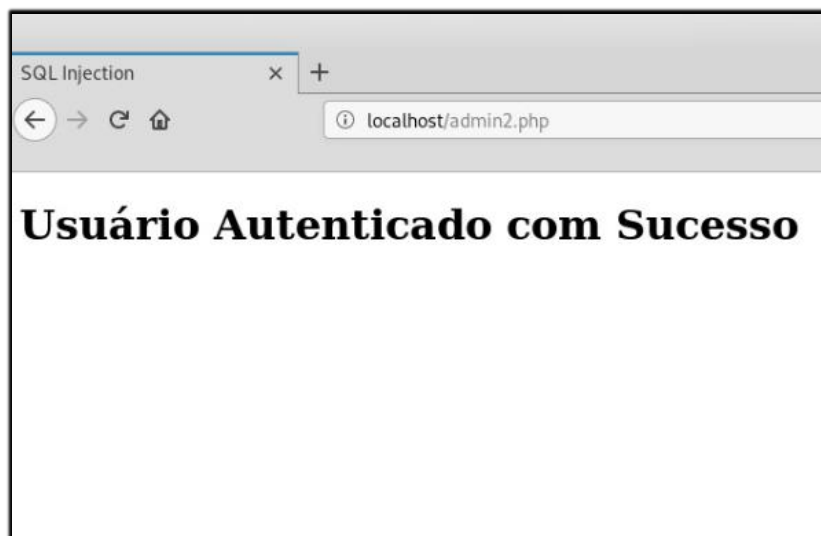 SQL Injection
localhost/admin2.php
Usuário Autenticado com Sucesso